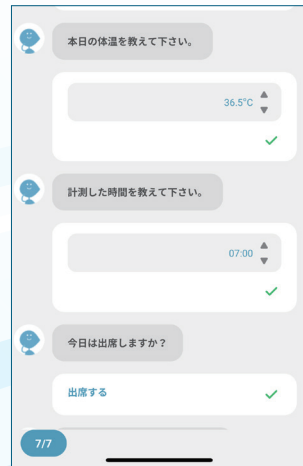 本日の体温を教えて下さい。
36.5°C
計測した時間を教えて下さい。
07:00
今日は出席しますか？
出席する
7/7